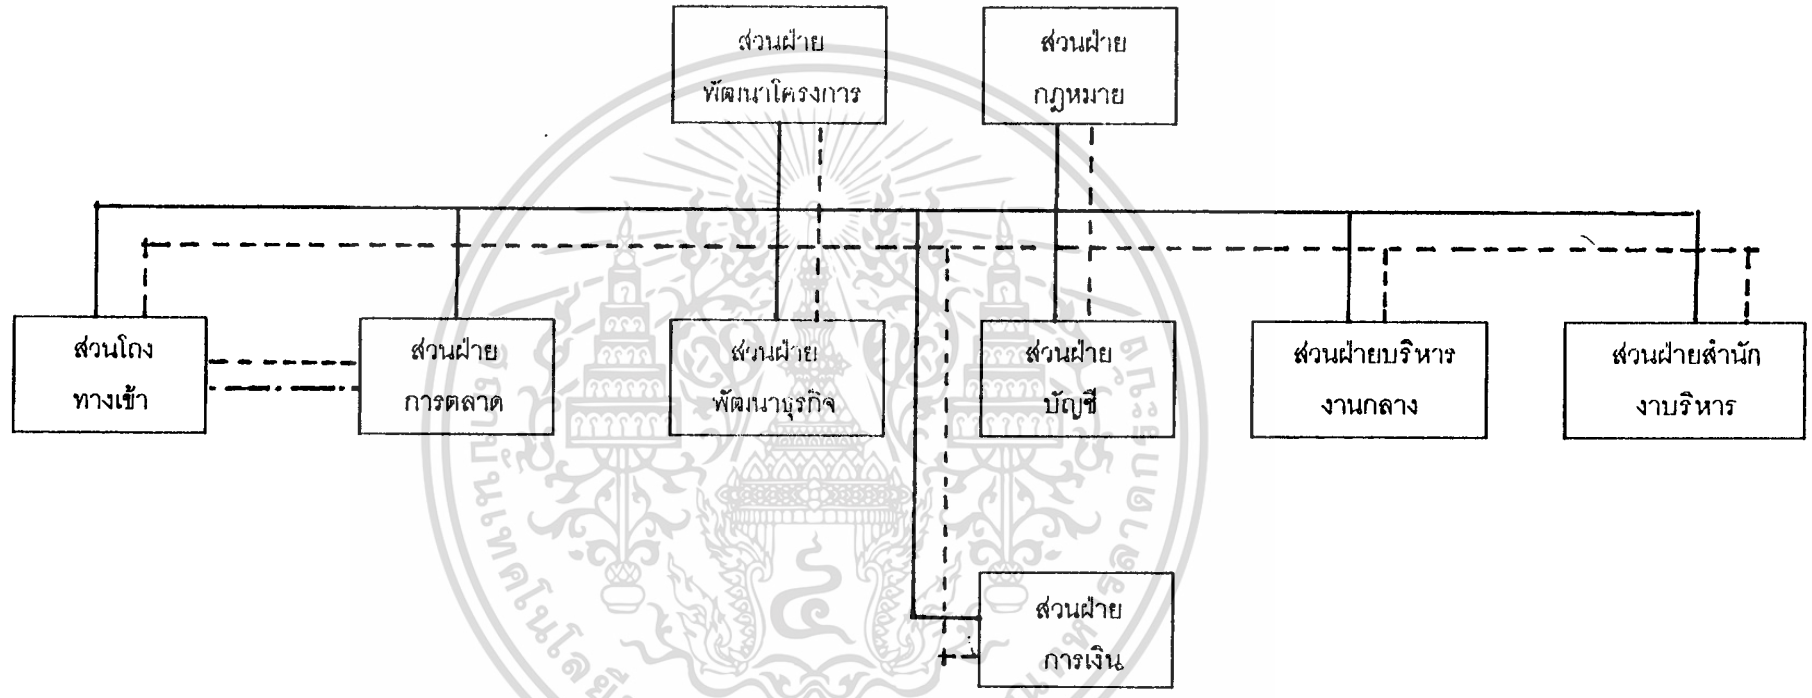 ส่วนฝ่าย
พัฒนาโครงการ
ส่วนฝ่าย
กฎหมาย
ส่วนโถง
ทางเข้า
ส่วนฝ่าย
การตลาด
ส่วนฝ่าย
พัฒนาธุรกิจ
ส่วนฝ่าย
บัญชี
ส่วนฝ่ายบริหาร
งานกลาง
ส่วนฝ่ายสำนัก
งาบริหาร
ส่วนฝ่าย
การเงิน